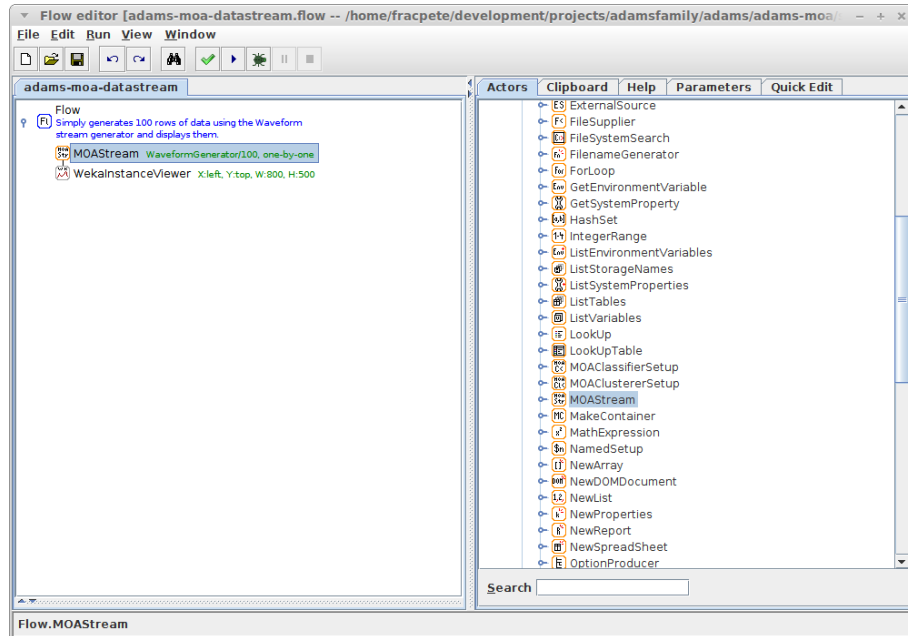 Flow editor [adams-moa-datastream.flow -- /home/fracpete/development/projects/adamsfamily/adams/adams-moa/
File Edit Run View Window
adams-moa-datastream
Flow
Simply generates 100 rows of data using the Waveform
stream generator and displays them.
MOAStream WaveformGenerator/100, one-by-one
WekaInstanceViewer X:left, Y:top, W:800, H:500
Actors Clipboard Help Parameters Quick Edit
ExternalSource
FileSupplier
FileSystemSearch
FilenameGenerator
ForLoop
GetEnvironmentVariable
GetSystemProperty
HashSet
IntegerRange
ListEnvironmentVariables
ListStorageNames
ListSystemProperties
ListTables
ListVariables
LookUp
LookUpTable
MOAClassifierSetup
MOAClustererSetup
MOAStream
MakeContainer
MathExpression
NamedSetup
NewArray
NewDOMDocument
NewList
NewProperties
NewReport
NewSpreadSheet
OptionProducer
Search
Flow.MOAStream